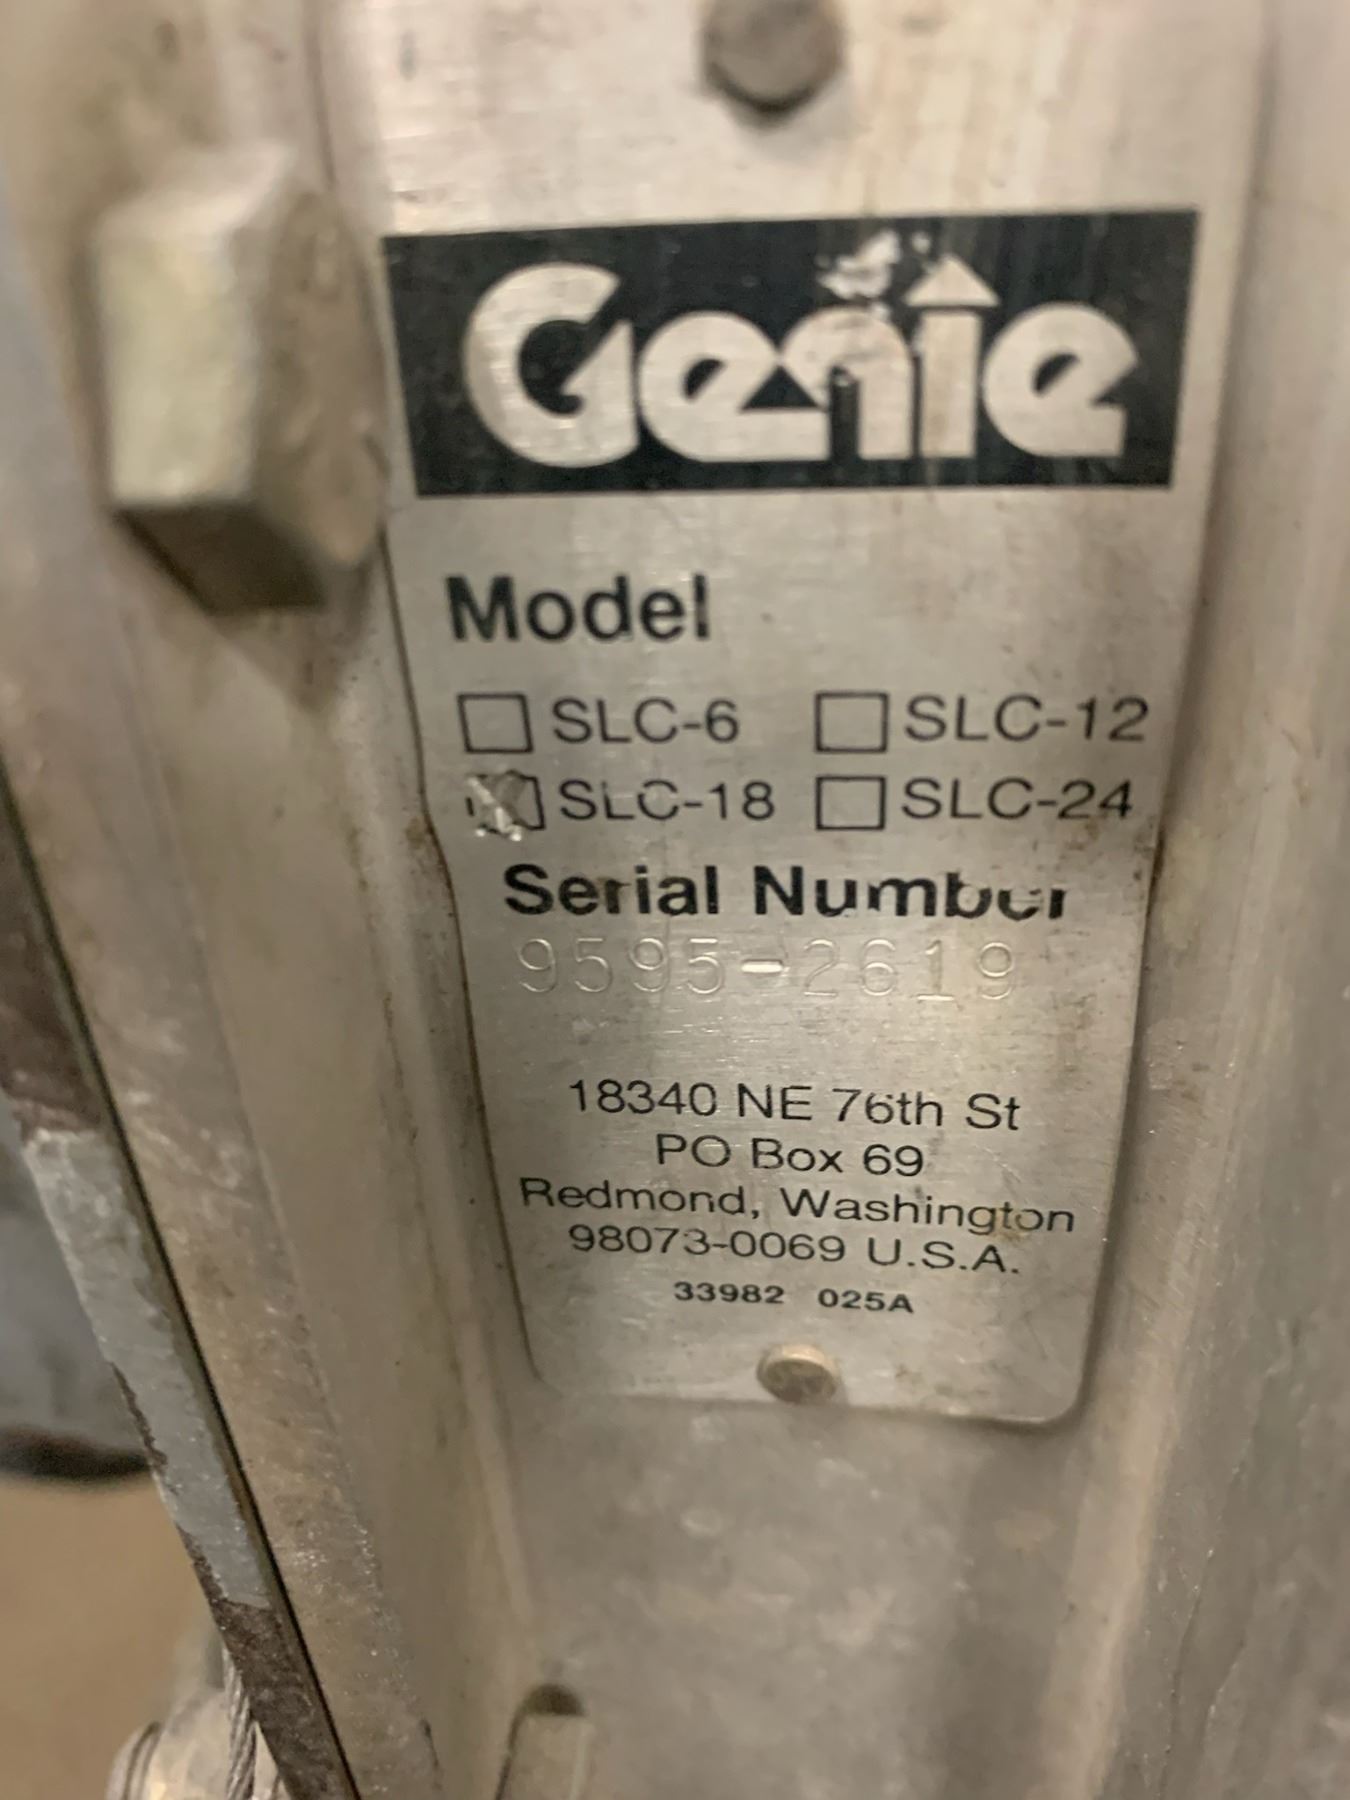 Genie
Model
SLC-6 SLC-12
SLC-18 SLC-24
Serial Number
9595-2619
18340 NE 76th St
PO Box 69
Redmond, Washington
98073-0069 U.S.A.
33982 025A